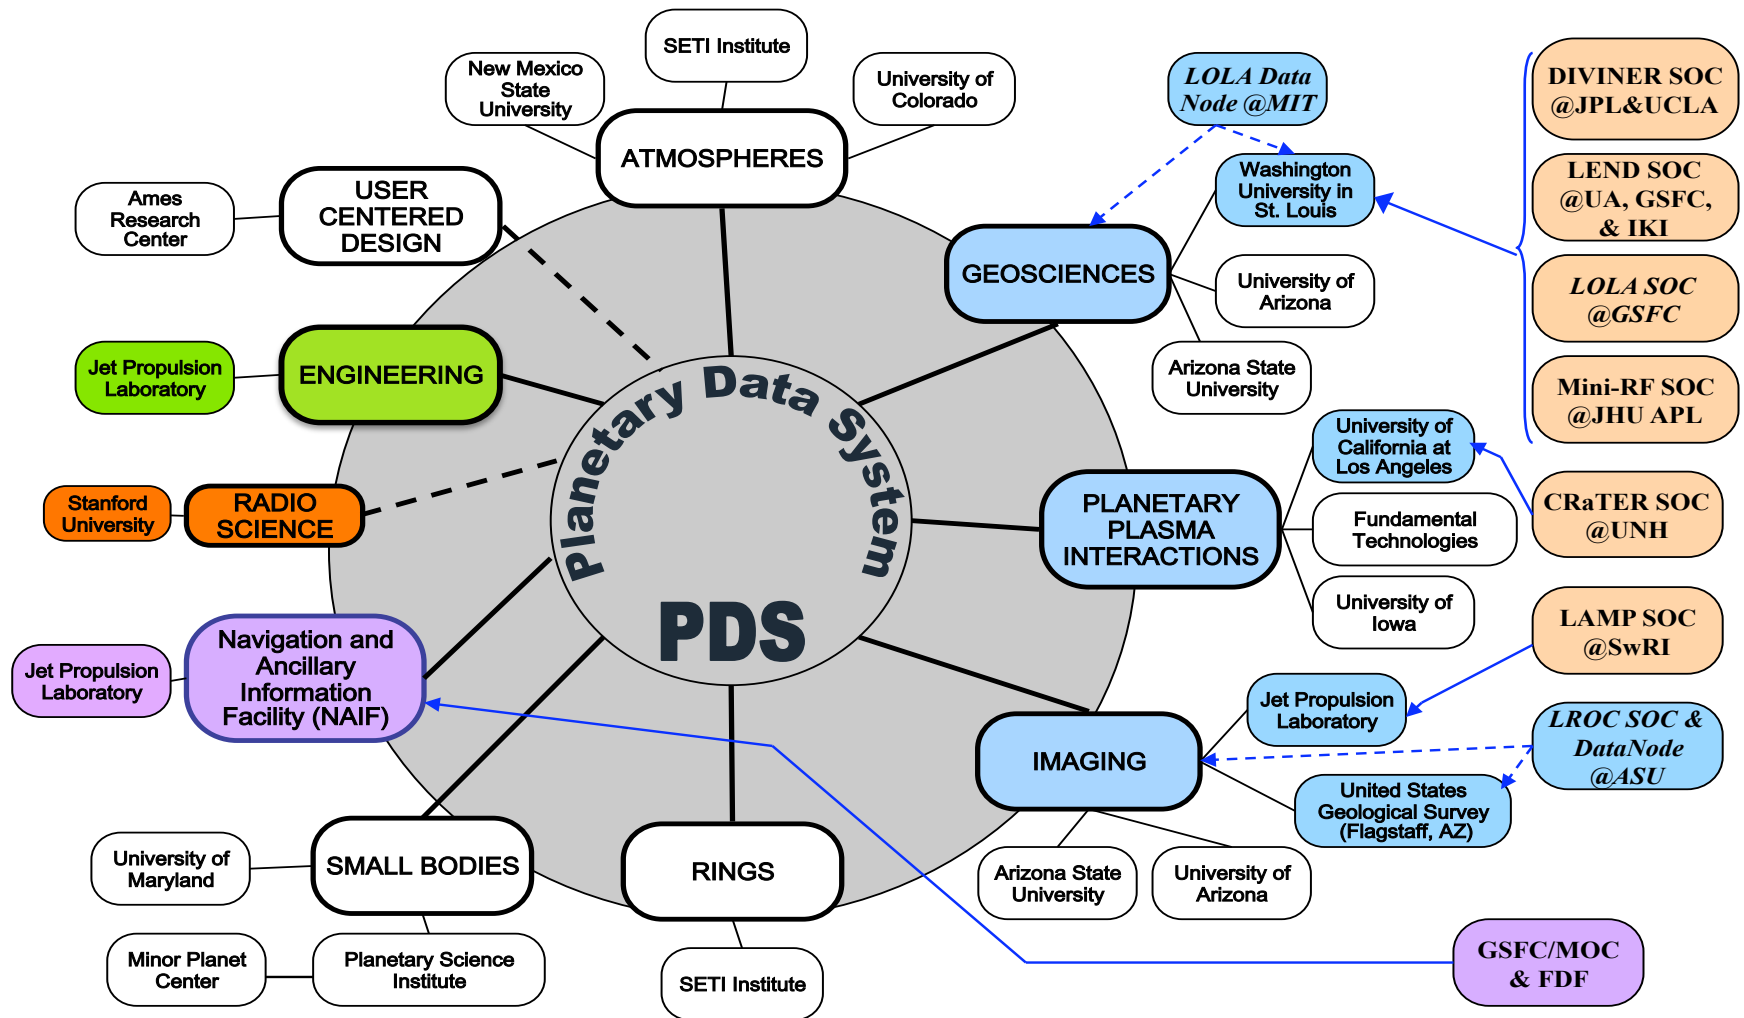 SETI Institute
New Mexico
State
University
University of
Colorado
ATMOSPHERES
LOLA Data
Node @MIT
DIVINER SOC
@JPL&UCLA
Ames
Research
Center
USER
CENTERED
DESIGN
Washington
University in
St. Louis
LEND SOC
@UA, GSFC,
& IKI
GEOSCIENCES
University of
Arizona
LOLA SOC
@GSFC
Jet Propulsion
Laboratory
ENGINEERING
Arizona State
University
Mini-RF SOC
@JHU APL
Planetary Data System
PDS
University of
California at
Los Angeles
Stanford
University
RADIO
SCIENCE
PLANETARY
PLASMA
INTERACTIONS
Fundamental
Technologies
CRaTER SOC
@UNH
University of
Iowa
LAMP SOC
@SwRI
Jet Propulsion
Laboratory
Navigation and
Ancillary
Information
Facility (NAIF)
Jet Propulsion
Laboratory
LROC SOC &
DataNode
@ASU
IMAGING
United States
Geological Survey
(Flagstaff, AZ)
University of
Maryland
SMALL BODIES
RINGS
Arizona State
University
University of
Arizona
Minor Planet
Center
Planetary Science
Institute
SETI Institute
GSFC/MOC
& FDF